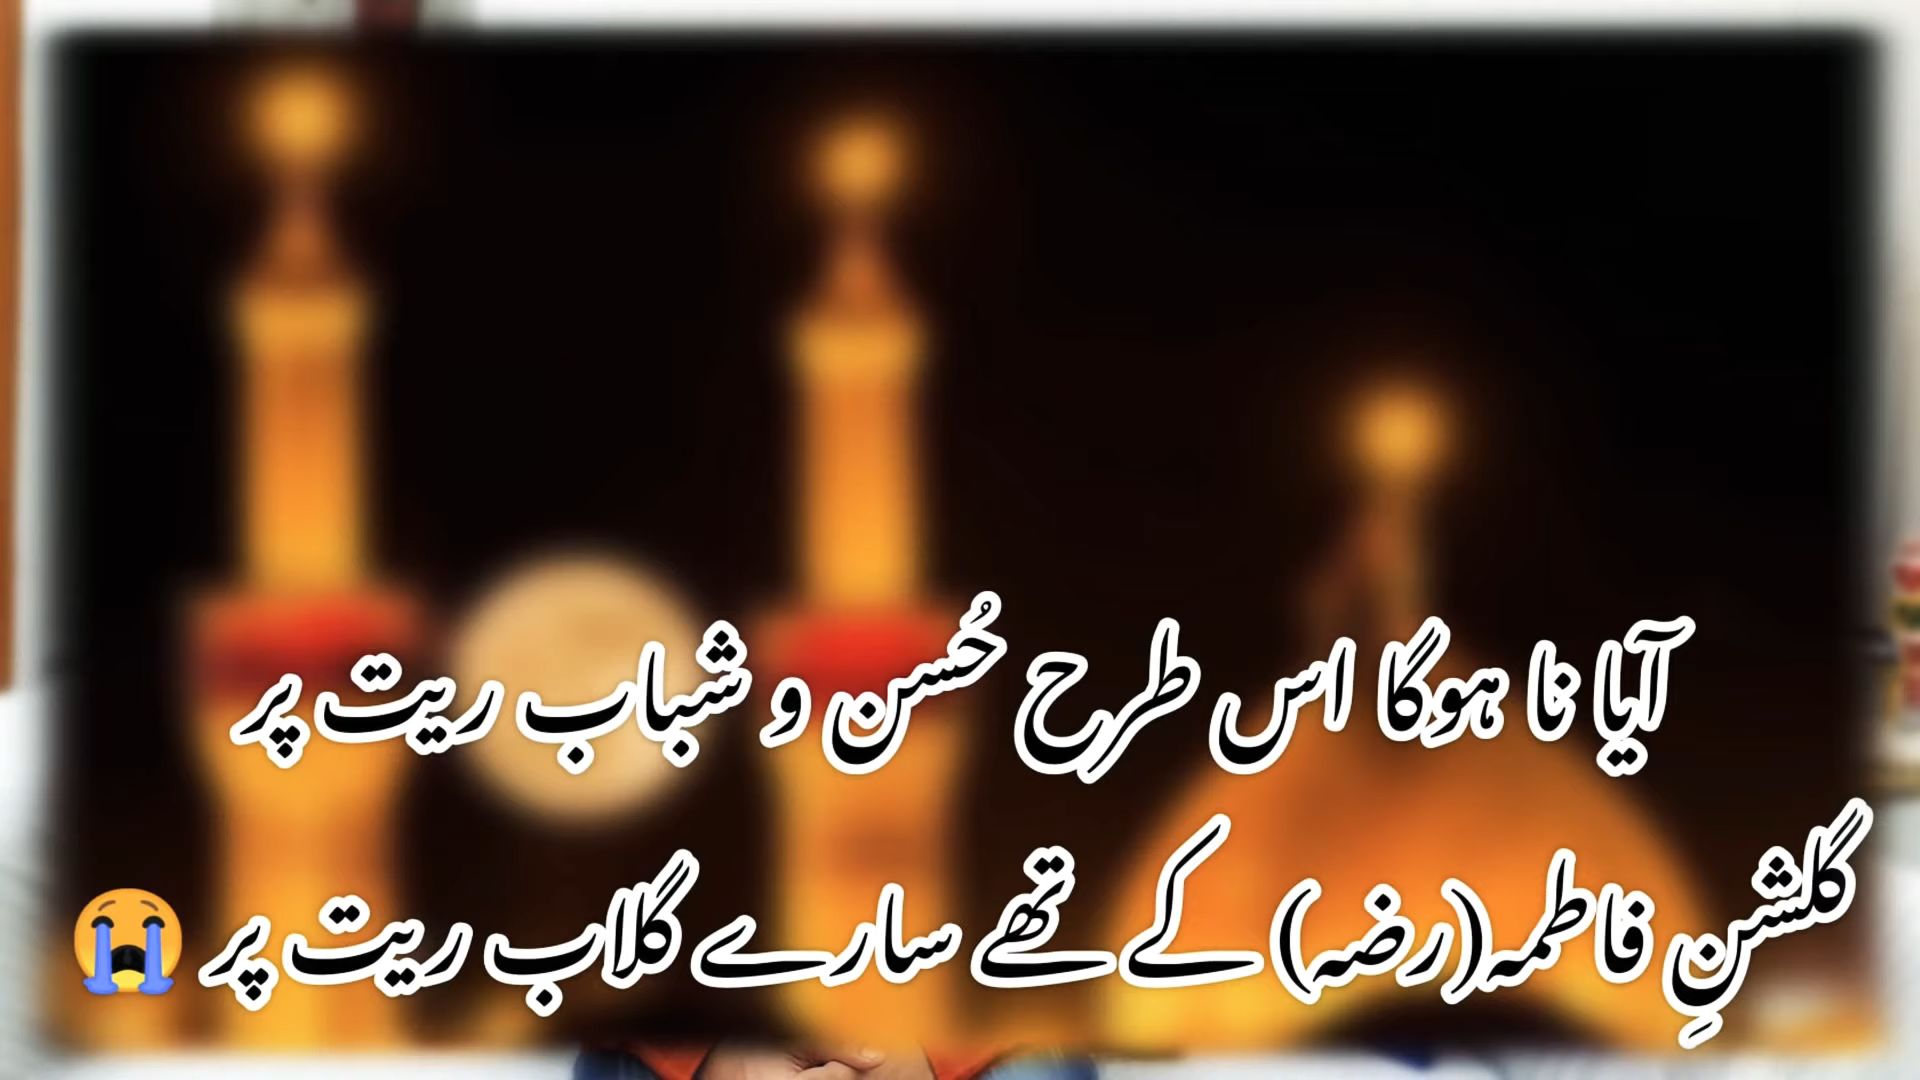 آیا نا ہوگا اس طرح حُسن و شباب ریت پر
گلشنِ فاطمہ(رضہ) کے تھے سارے گلاب ریت پر 😭